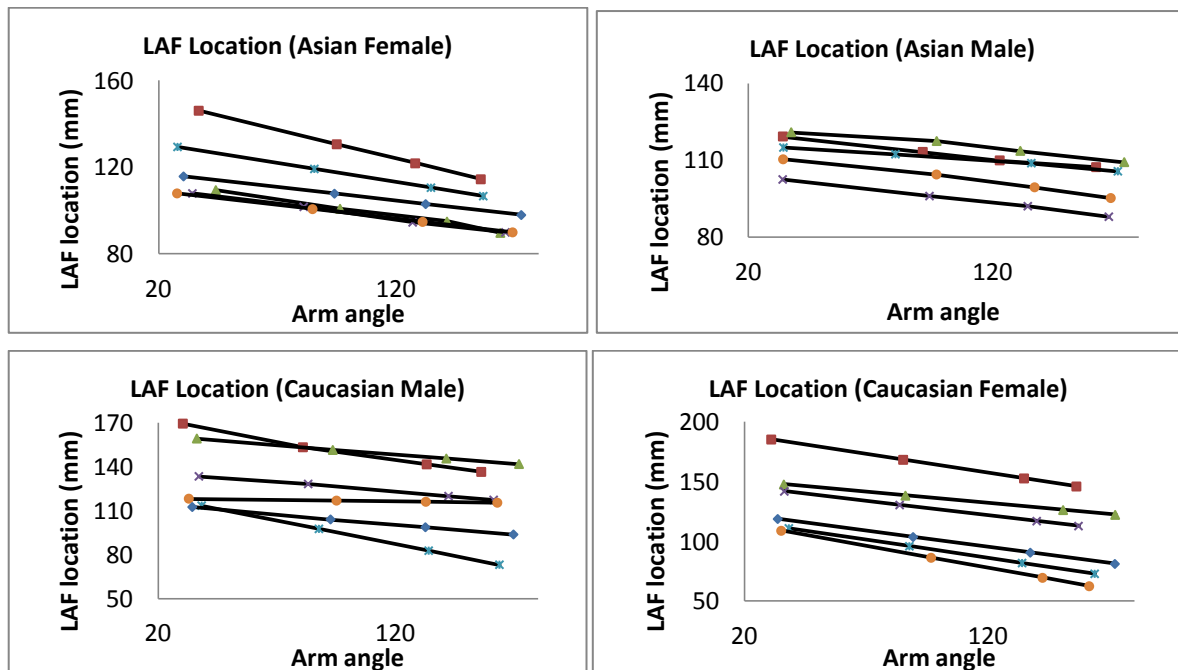 LAF Location (Asian Female)
160
120
80
20
120
LAF location (mm)
Arm angle
LAF Location (Asian Male)
140
110
80
20
120
LAF location (mm)
Arm angle
LAF Location (Caucasian Male)
170
140
110
80
50
20
120
LAF location (mm)
Arm angle
LAF Location (Caucasian Female)
200
150
100
50
20
120
LAF location (mm)
Arm angle